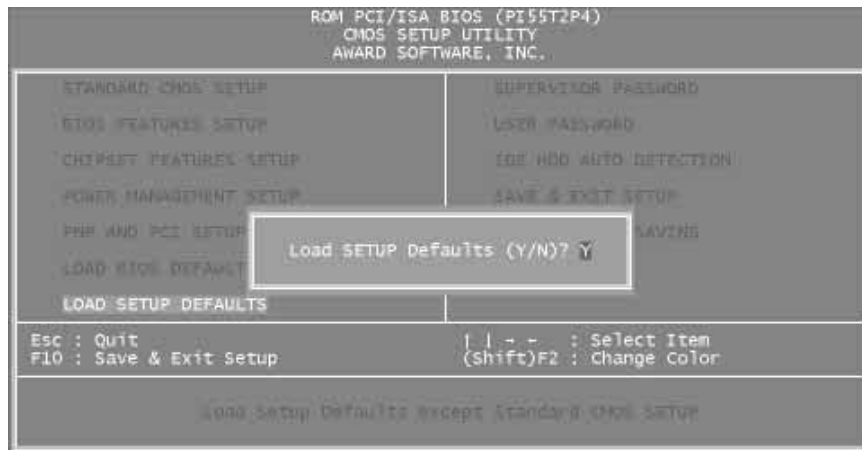 ROM PCI/ISA BIOS (PI55T2P4)
CMOS SETUP UTILITY
AWARD SOFTWARE, INC.
STANDARD CMOS SETUP
BIOS FEATURES SETUP
CHIPSET FEATURES SETUP
POWER MANAGEMENT SETUP
PNP AND PCI SETUP
LOAD BIOS DEFAULT
LOAD SETUP DEFAULTS
SUPERVISOR PASSWORD
USER PASSWORD
IDE HDD AUTO DETECTION
SAVE & EXIT SETUP
SAVING
Load SETUP Defaults (Y/N)? Y
Esc : Quit
F10 : Save & Exit Setup
↑ ↓ → ← : Select Item
(Shift)F2 : Change Color
Load Setup Defaults except Standard CMOS SETUP